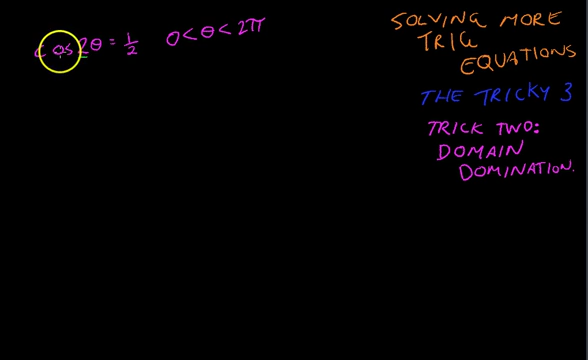 cos 2θ = 1/2   0 < θ < 2π
SOLVING MORE
TRIG
EQUATIONS
THE TRICKY 3
TRICK TWO:
DOMAIN
DOMINATION.